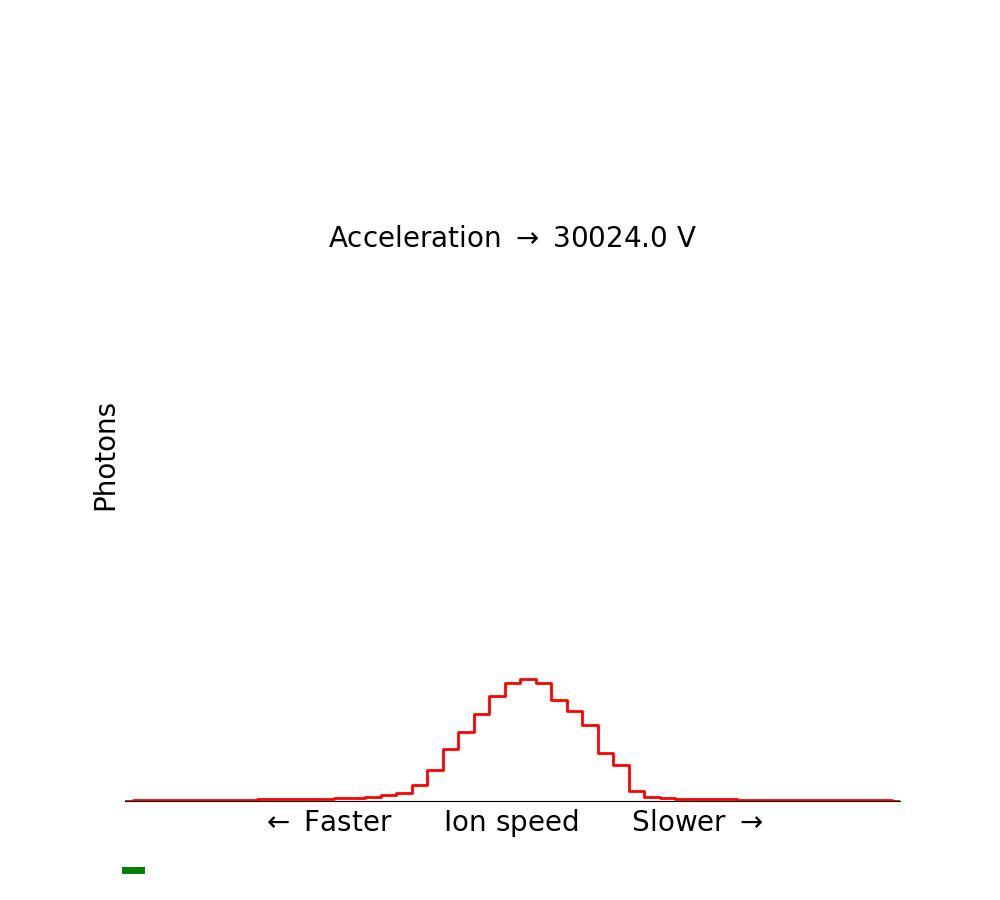 Acceleration → 30024.0 V
Photons
← Faster Ion speed Slower →